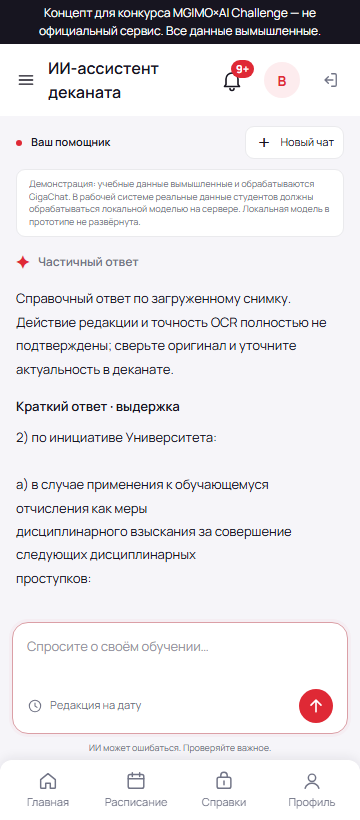 Концепт для конкурса MGIMO×AI Challenge — не
официальный сервис. Все данные вымышленные.
ИИ-ассистент
деканата
9+
В
Ваш помощник
+ Новый чат
Демонстрация: учебные данные вымышленные и обрабатываются
GigaChat. В рабочей системе реальные данные студентов должны
обрабатываться локальной моделью на сервере. Локальная модель в
прототипе не развёрнута.
Частичный ответ
Справочный ответ по загруженному снимку.
Действие редакции и точность OCR полностью не
подтверждены; сверьте оригинал и уточните
актуальность в деканате.
Краткий ответ · выдержка
2) по инициативе Университета:
а) в случае применения к обучающемуся
отчисления как меры
дисциплинарного взыскания за совершение
следующих дисциплинарных
проступков:
Спросите о своём обучении…
Редакция на дату
ИИ может ошибаться. Проверяйте важное.
Главная
Расписание
Справки
Профиль